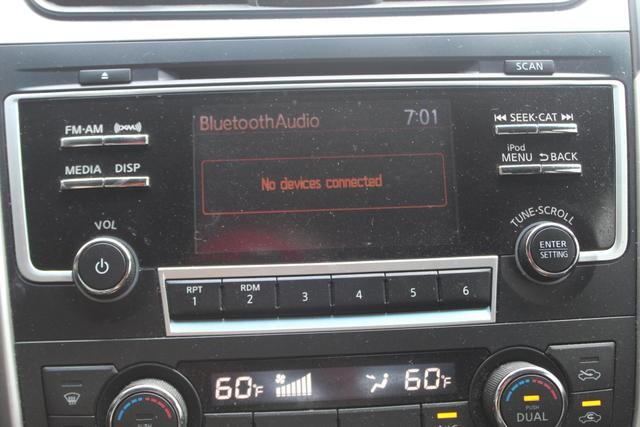 SCAN
BluetoothAudio 7:01
No devices connected
FM·AM (((XM)))
MEDIA DISP
SEEK·CAT
iPod
MENU BACK
VOL
TUNE·SCROLL
ENTER
SETTING
RPT RDM
1 2 3 4 5 6
60°F 60°F
PUSH
DUAL